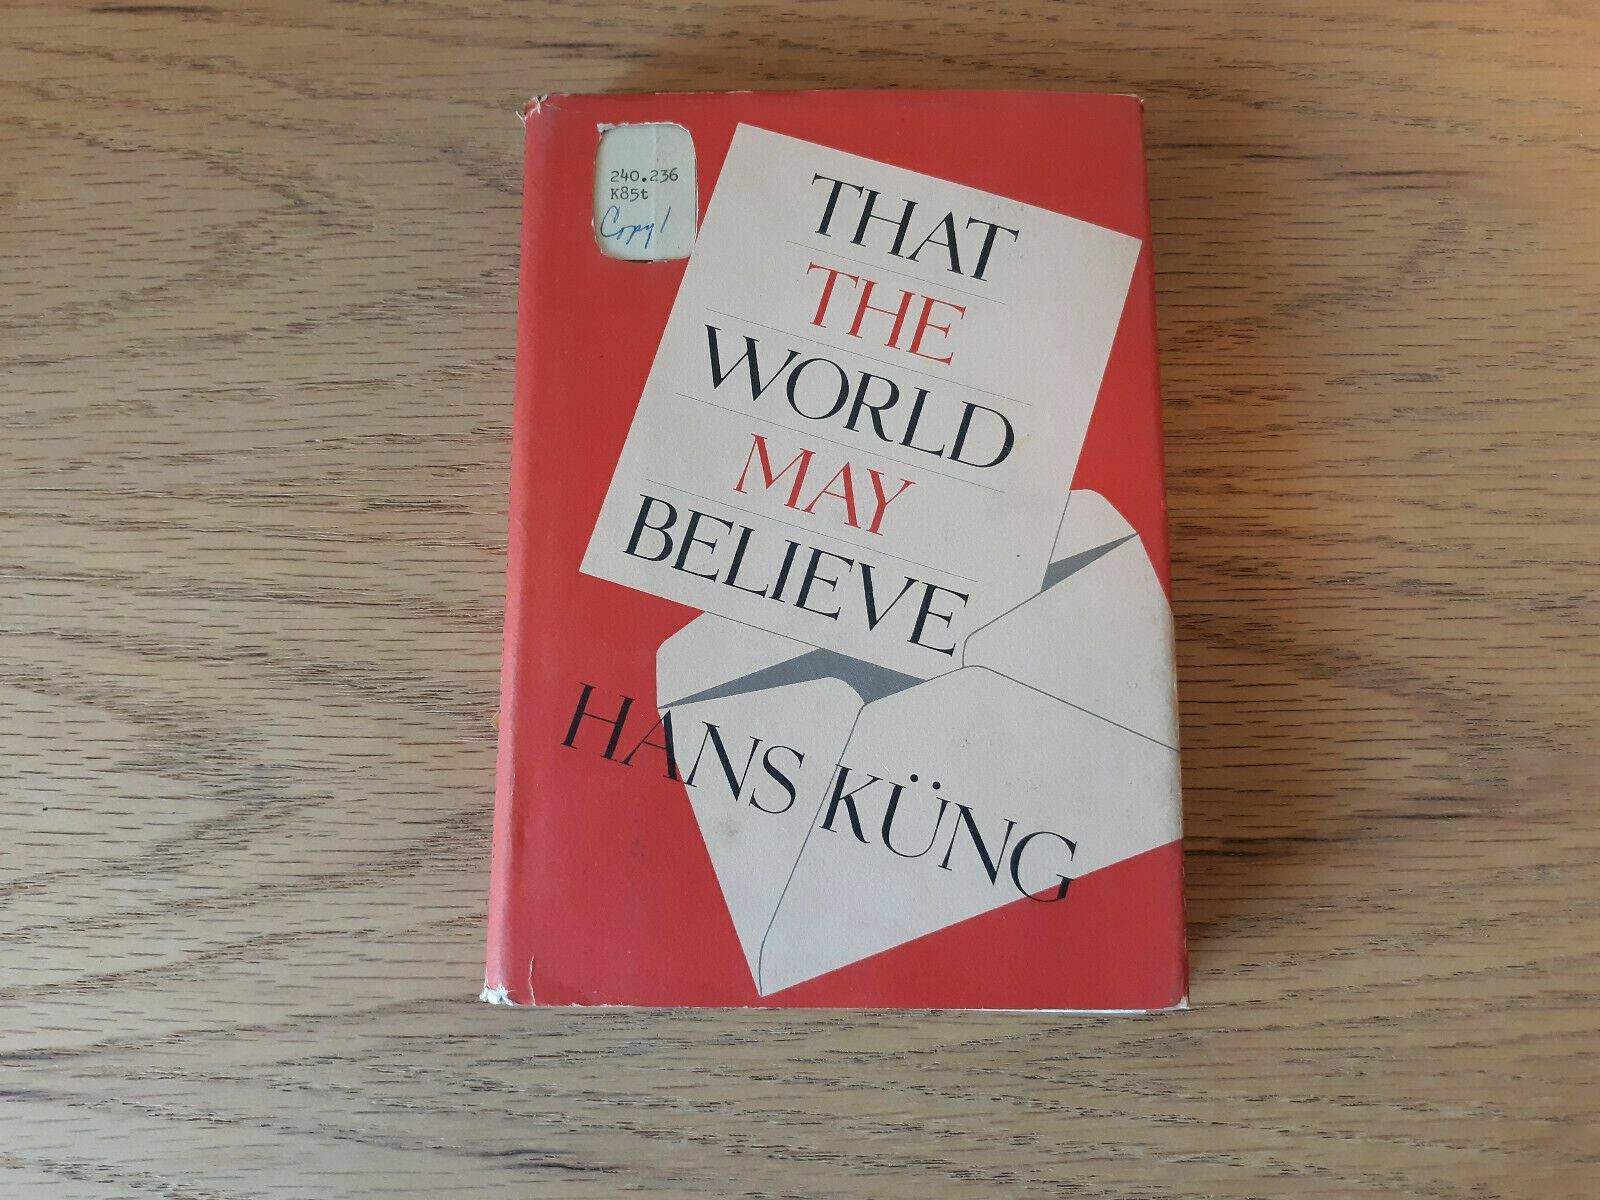 240.236
K85t
Copy 1
THAT
THE
WORLD
MAY
BELIEVE
HANS KÜNG